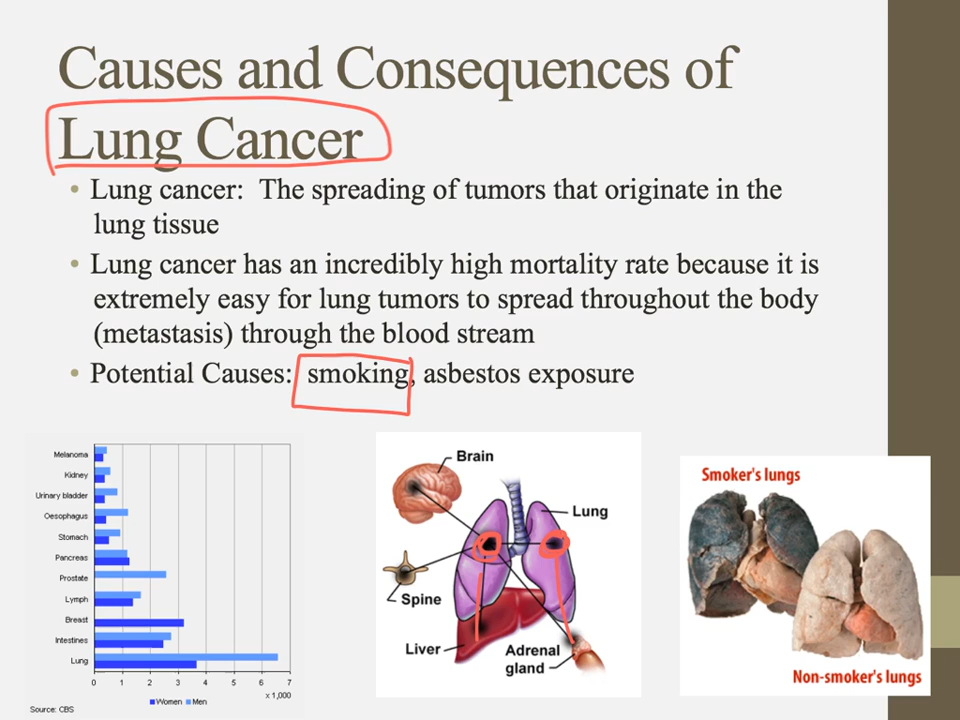 Causes and Consequences of
Lung Cancer
• Lung cancer:  The spreading of tumors that originate in the
lung tissue
• Lung cancer has an incredibly high mortality rate because it is
extremely easy for lung tumors to spread throughout the body
(metastasis) through the blood stream
• Potential Causes:  smoking, asbestos exposure
Melanoma
Kidney
Urinary bladder
Oesophagus
Stomach
Pancreas
Prostate
Lymph
Breast
Intestines
Lung
0 1 2 3 4 5 6 7
x 1,000
Women Men
Source: CBS
Brain
Lung
Spine
Liver
Adrenal
gland
Smoker's lungs
Non-smoker's lungs